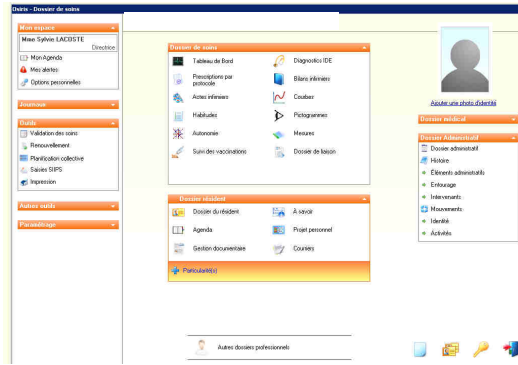 Osiris - Dossier de soins
Mon espace
Mme Sylvie LACOSTE
Directrice
Mon Agenda
Mes alertes
Options personnelles
Journaux
Outils
Validation des soins
Renouvellement
Planification collective
Saisies SIIPS
Impression
Autres outils
Paramétrage
Dossier de soins
Tableau de Bord
Diagnostics IDE
Prescriptions par
protocole
Bilans infirmiers
Actes infirmiers
Courbes
Habitudes
Pictogrammes
Autonomie
Mesures
Suivi des vaccinations
Dossier de liaison
Dossier résident
Dossier du résident
À savoir
Agenda
Projet personnel
Gestion documentaire
Courriers
Particularité(s)
Autres dossiers professionnels
Ajouter une photo d'identité
Dossier médical
Dossier Administratif
Dossier administratif
Histoire
Éléments administratifs
Entourage
Intervenants
Mouvements
Identité
Activités